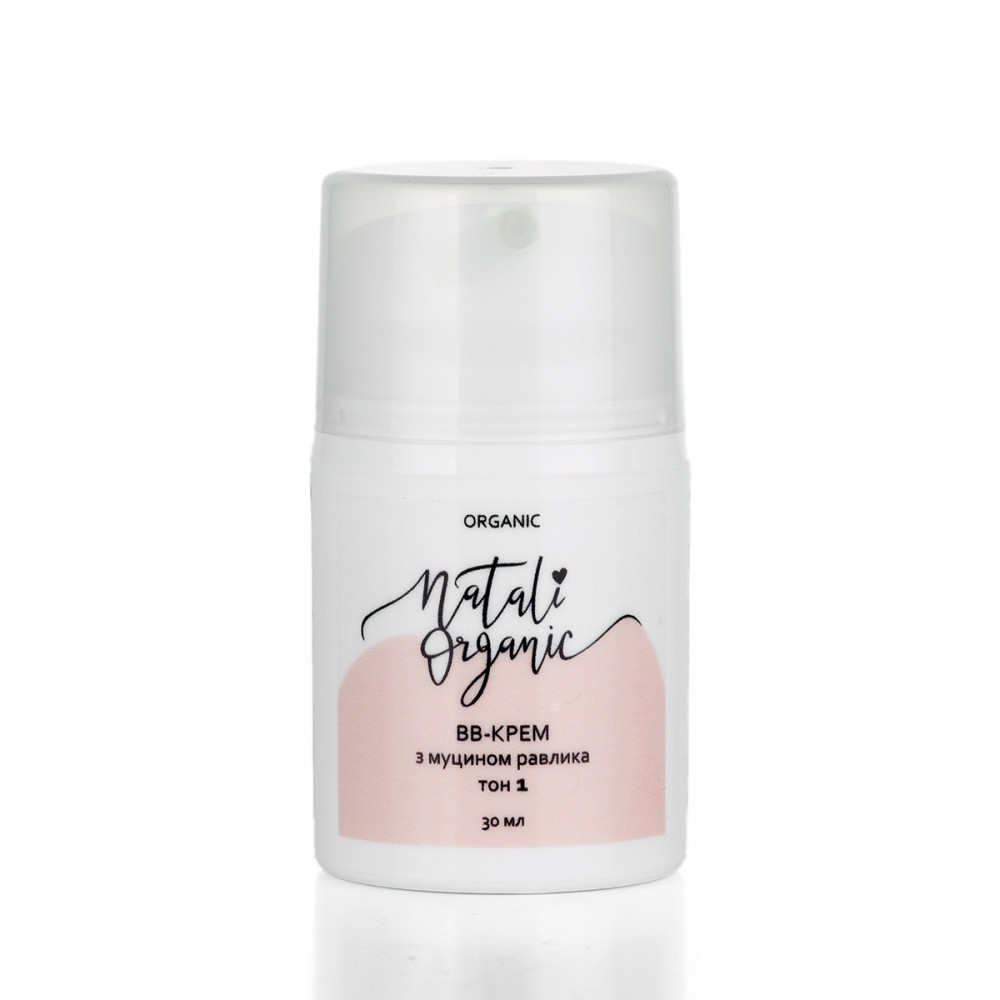 ORGANIC
Natali
Organic
BB-КРЕМ
з муцином равлика
тон 1
30 мл